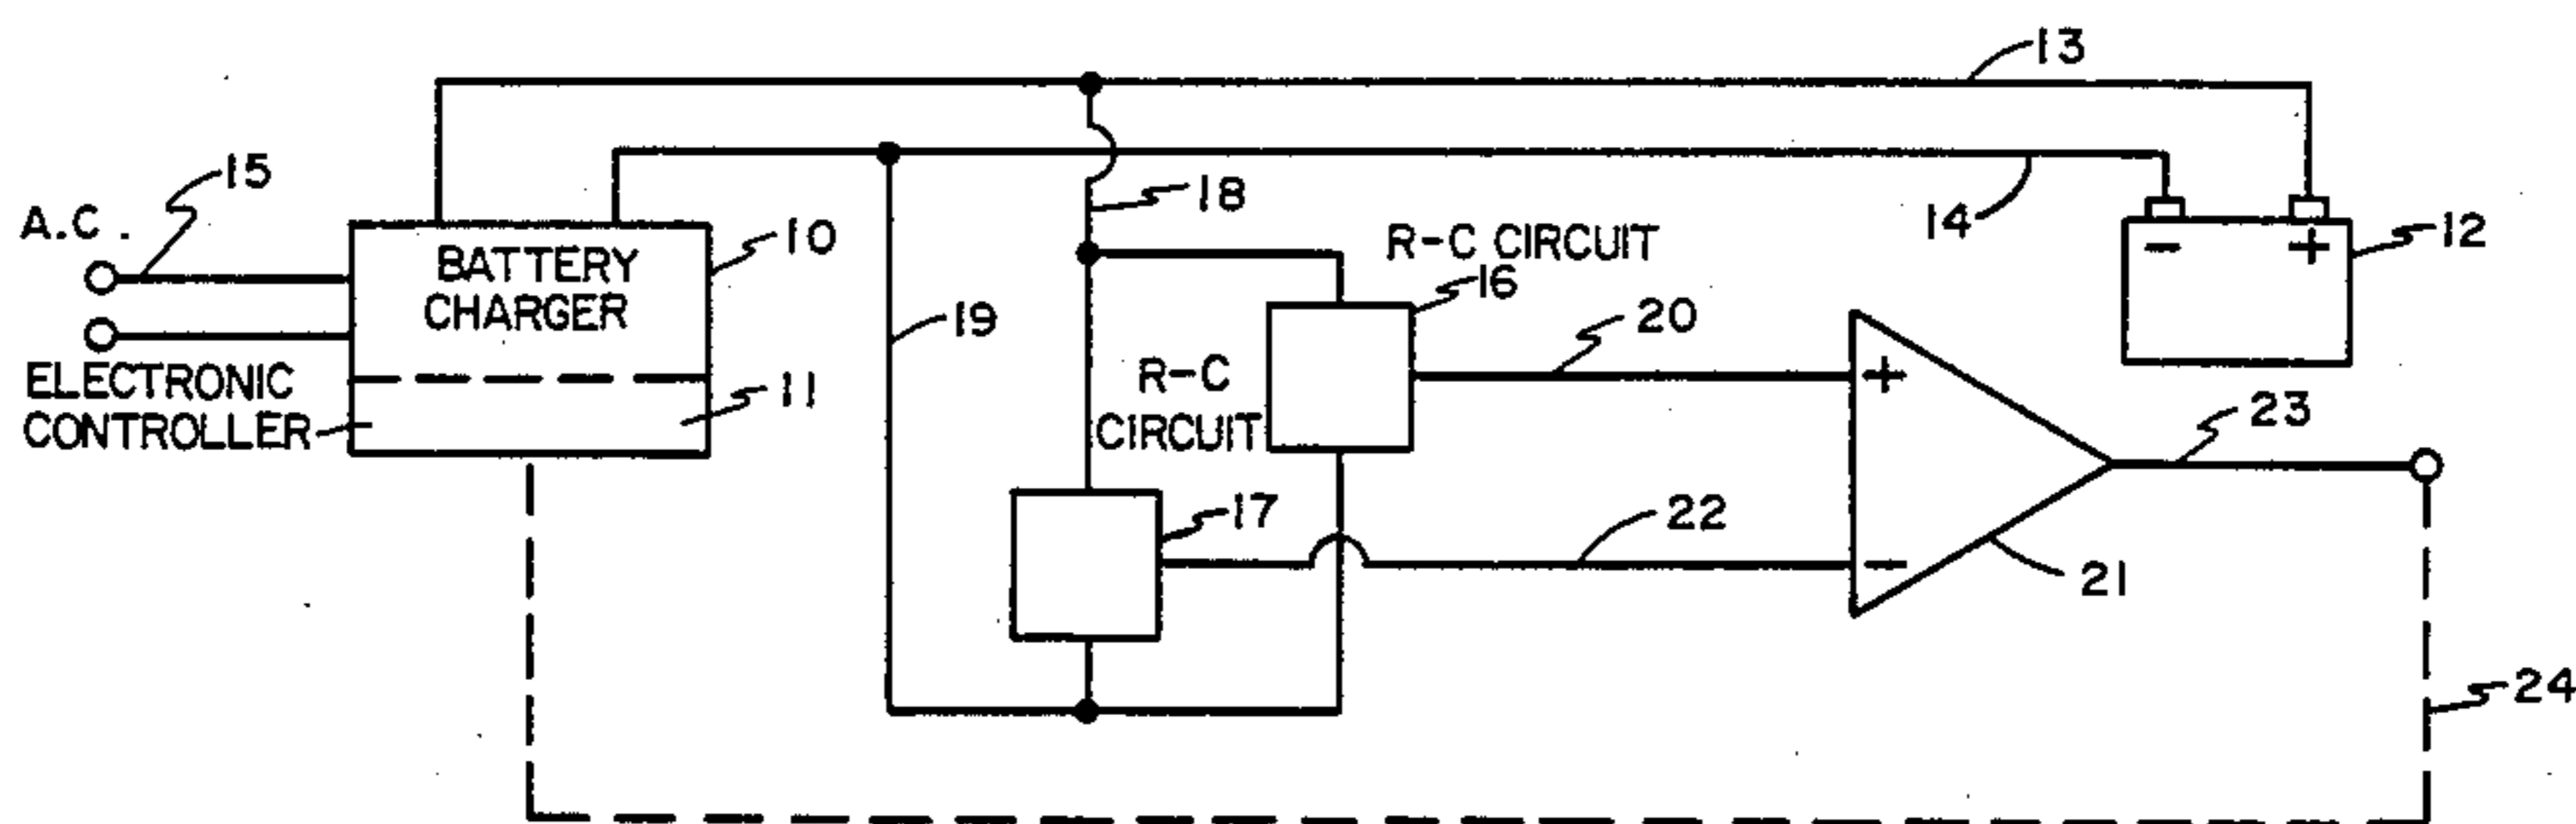 13
15
A.C.
18
14
10
BATTERY
CHARGER
R-C CIRCUIT
16
- +
12
19
20
ELECTRONIC
CONTROLLER
11
R-C
CIRCUIT
+
23
17
22
-
21
24